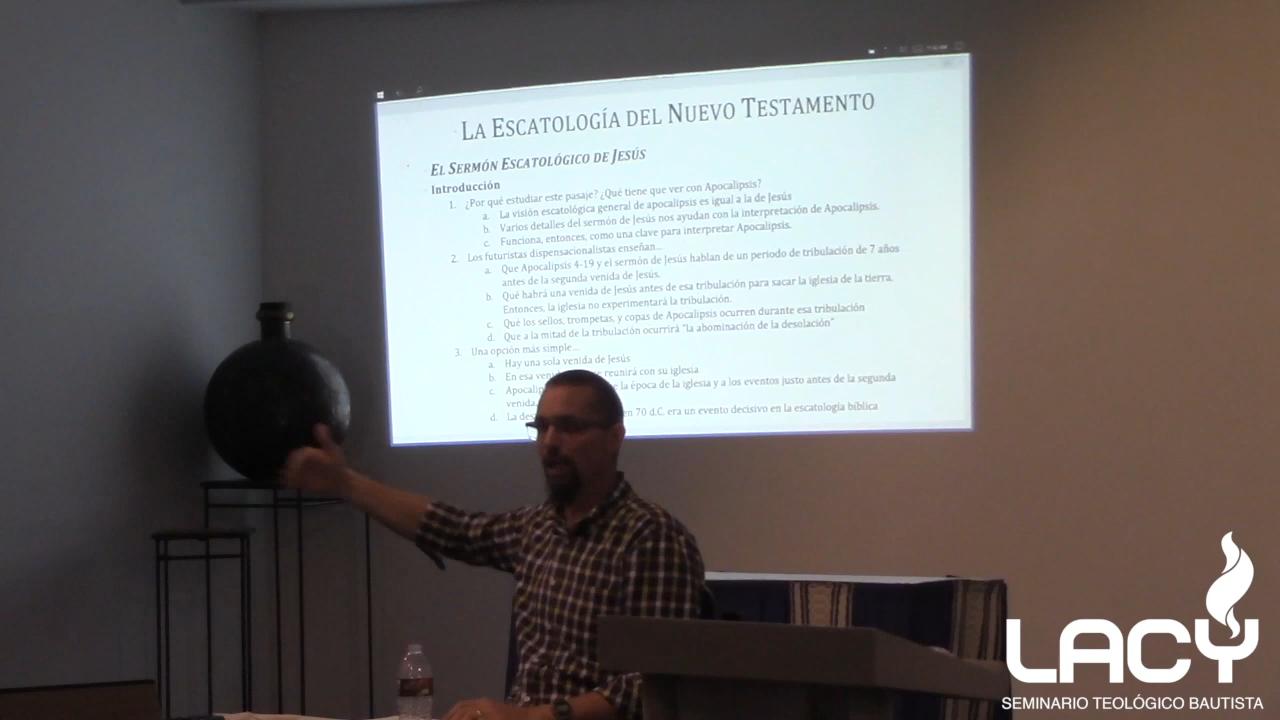 LA ESCATOLOGÍA DEL NUEVO TESTAMENTO
EL SERMÓN ESCATOLÓGICO DE JESÚS
Introducción
1. ¿Por qué estudiar este pasaje? ¿Qué tiene que ver con Apocalipsis?
a. La visión escatológica general de apocalipsis es igual a la de Jesús
b. Varios detalles del sermón de Jesús nos ayudan con la interpretación de Apocalipsis.
c. Funciona, entonces, como una clave para interpretar Apocalipsis.
2. Los futuristas dispensacionalistas enseñan...
a. Que Apocalipsis 4-19 y el sermón de Jesús hablan de un periodo de tribulación de 7 años
antes de la segunda venida de Jesús.
b. Qué habrá una venida de Jesús antes de esa tribulación para sacar la iglesia de la tierra.
Entonces, la iglesia no experimentará la tribulación.
c. Qué los sellos, trompetas, y copas de Apocalipsis ocurren durante esa tribulación
d. Que a la mitad de la tribulación ocurrirá "la abominación de la desolación"
3. Una opción más simple...
a. Hay una sola venida de Jesús
b. En esa reunirá con su iglesia
c. la época de la iglesia y a los eventos justo antes de la segunda
venida
d. La en 70 d.C. era un evento decisivo en la escatología bíblica
LACY
SEMINARIO TEOLÓGICO BAUTISTA